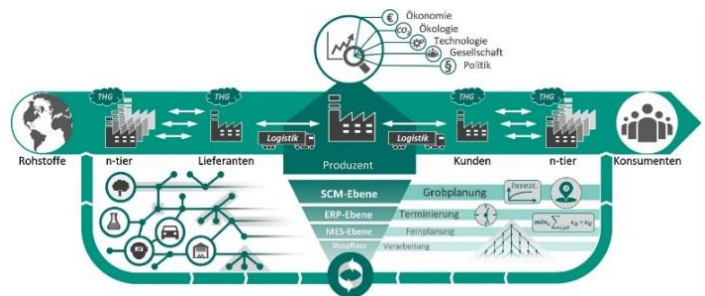 € Ökonomie
CO₂ Ökologie
Technologie
Gesellschaft
§ Politik
THG
THG
THG
THG
Logistik
Logistik
Rohstoffe
n-tier
Lieferanten
Produzent
Kunden
n-tier
Konsumenten
SCM-Ebene
Grobplanung
Invest.
ERP-Ebene
Terminierung
MES-Ebene
Feinplanung
Shopfloor
Verarbeitung